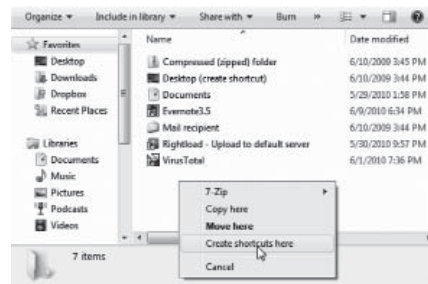 Organize Include in library Share with Burn »
Favorites
Desktop
Downloads
Dropbox
Recent Places
Libraries
Documents
Music
Pictures
Podcasts
Videos
Name Date modified
Compressed (zipped) folder 6/10/2009 3:45 PM
Desktop (create shortcut) 6/10/2009 3:44 PM
Documents 5/29/2010 1:58 PM
Evernote3.5 6/9/2010 6:34 PM
Mail recipient 6/10/2009 3:44 PM
Rightload - Upload to default server 5/30/2010 9:57 PM
VirusTotal 6/1/2010 7:36 PM
7-Zip
Copy here
Move here
Create shortcuts here
Cancel
7 items